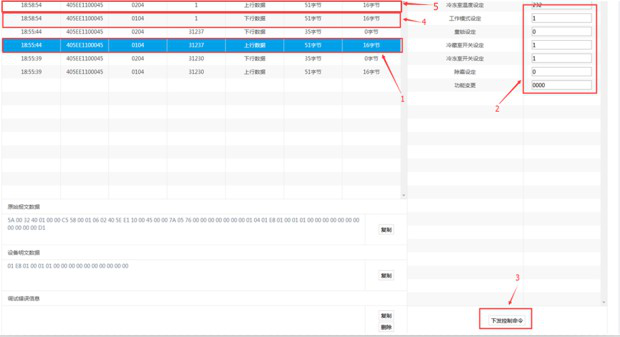 18:58:54 405EE1100045 0204 1 上行数据 51字节 16字节
18:58:54 405EE1100045 0104 1 下行数据 51字节 16字节
18:55:44 405EE1100045 0204 31237 下行数据 35字节 0字节
18:55:44 405EE1100045 0104 31237 上行数据 51字节 16字节
18:55:39 405EE1100045 0204 31230 下行数据 35字节 0字节
18:55:39 405EE1100045 0104 31230 上行数据 51字节 16字节
5
4
1
冷冻室温度设定 232
工作模式设定 1
重锁设定 0
冷藏室开关设定 1
冷冻室开关设定 1
除霜设定 0
功能变更 0000
2
原始报文数据
5A 00 32 40 01 00 00 C5 58 00 01 06 02 40 5E E1 10 00 45 00 00 7A 05 76 00 00 00 00 00 00 00 01 04 01 E8 01 00 01 01 00 00 00 00 00 00 00
00 00 00 00 D1
复制
设备报文数据
01 E8 01 00 01 01 00 00 00 00 00 00 00 00 00 00
复制
调试错误信息
复制
删除
3
下发控制命令